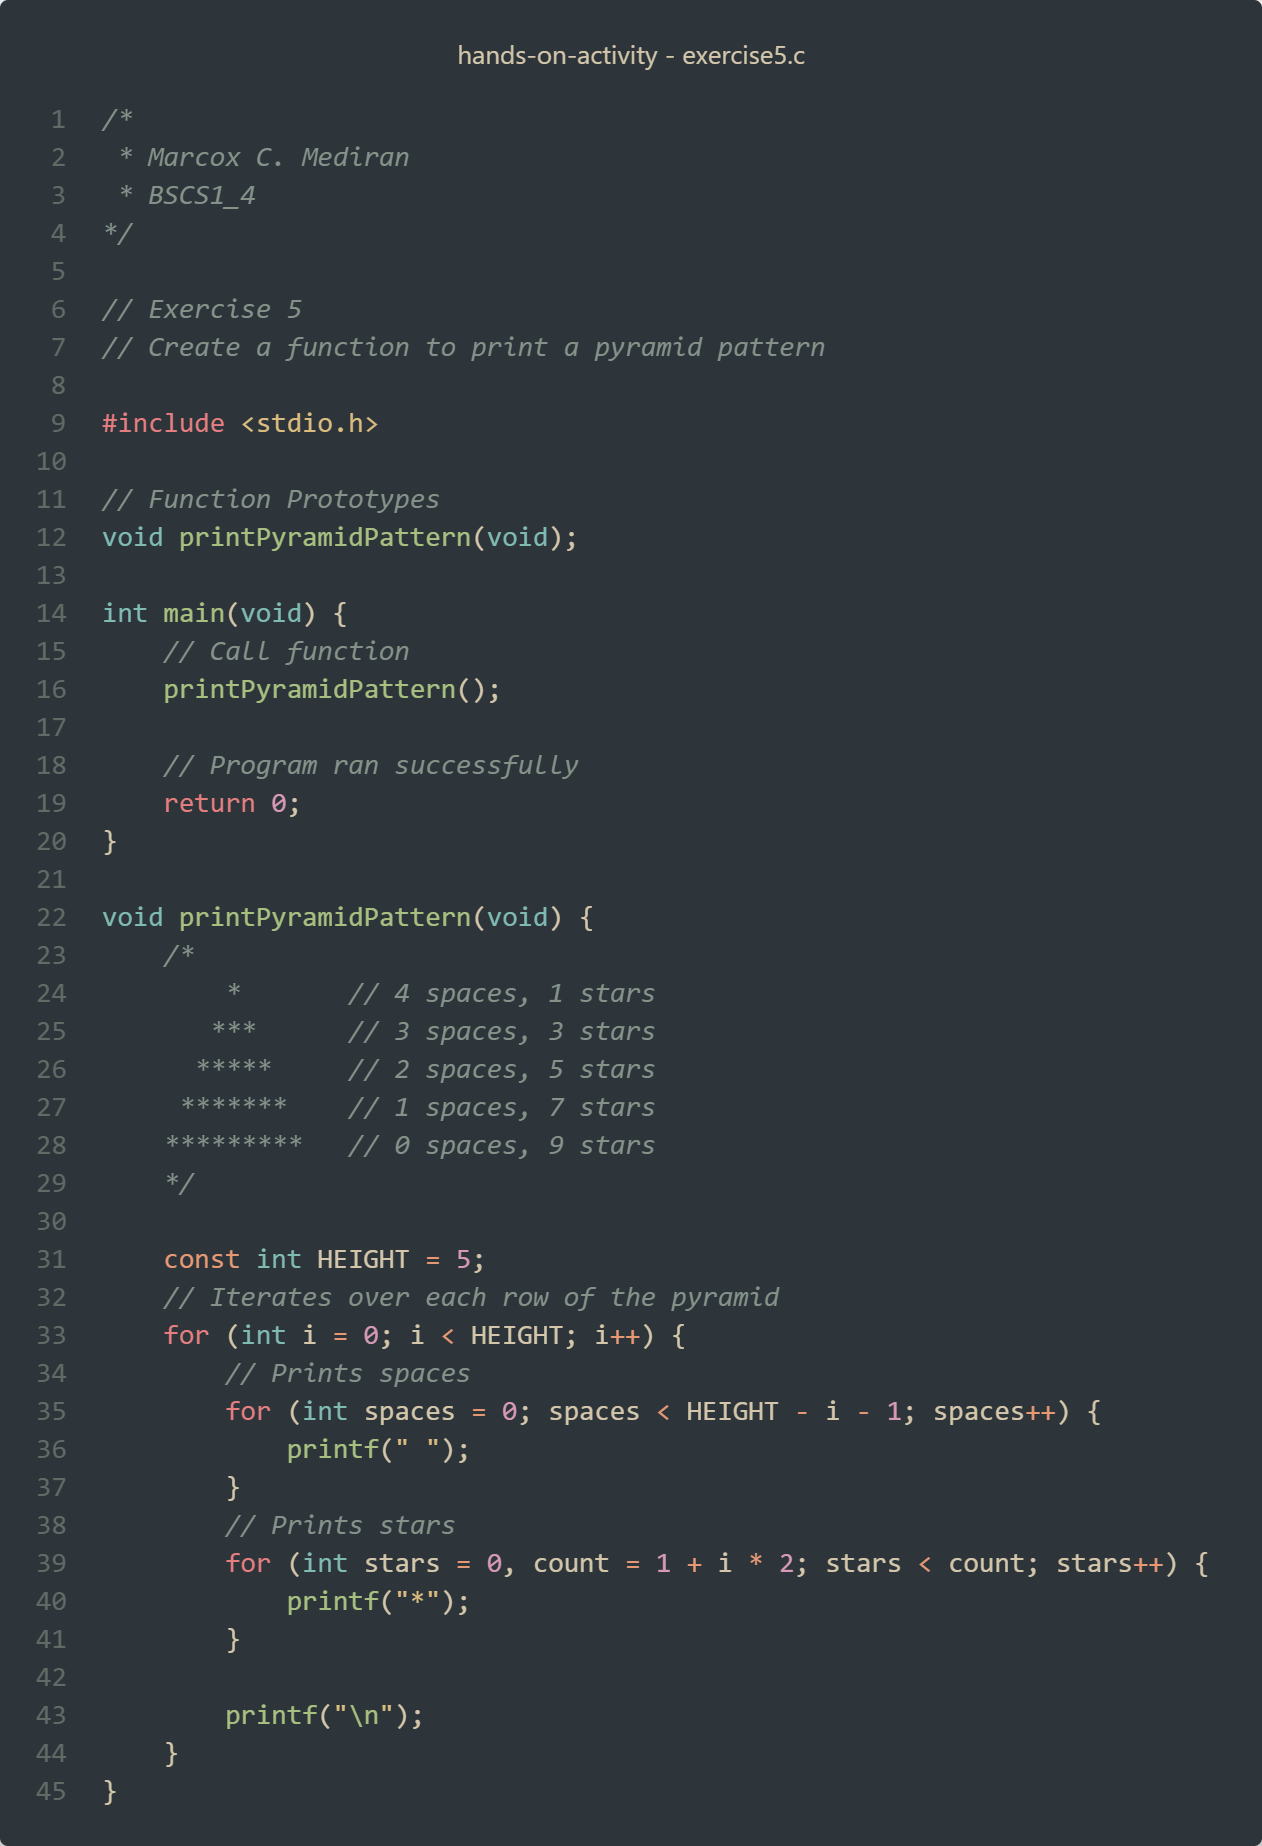 hands-on-activity - exercise5.c
1 /*
2  * Marcox C. Mediran
3  * BSCS1_4
4 */
5
6 // Exercise 5
7 // Create a function to print a pyramid pattern
8
9 #include <stdio.h>
10
11 // Function Prototypes
12 void printPyramidPattern(void);
13
14 int main(void) {
15     // Call function
16     printPyramidPattern();
17
18     // Program ran successfully
19     return 0;
20 }
21
22 void printPyramidPattern(void) {
23     /*
24         *       // 4 spaces, 1 stars
25        ***      // 3 spaces, 3 stars
26       *****     // 2 spaces, 5 stars
27      *******    // 1 spaces, 7 stars
28     *********   // 0 spaces, 9 stars
29     */
30
31     const int HEIGHT = 5;
32     // Iterates over each row of the pyramid
33     for (int i = 0; i < HEIGHT; i++) {
34         // Prints spaces
35         for (int spaces = 0; spaces < HEIGHT - i - 1; spaces++) {
36             printf(" ");
37         }
38         // Prints stars
39         for (int stars = 0, count = 1 + i * 2; stars < count; stars++) {
40             printf("*");
41         }
42
43         printf("\n");
44     }
45 }